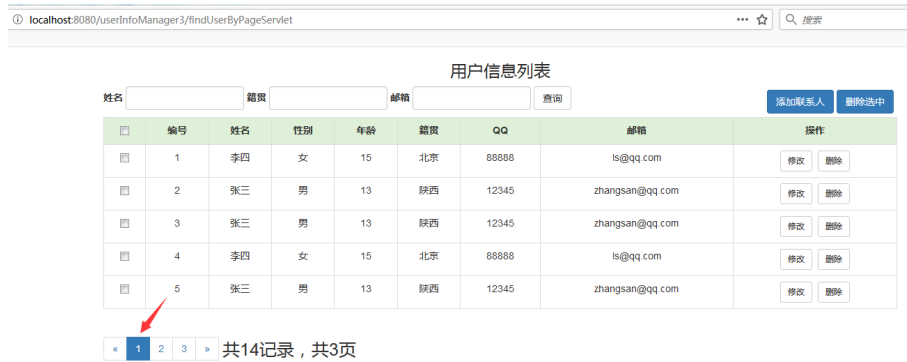 localhost:8080/userInfoManager3/findUserByPageServlet ••• 搜索
用户信息列表
姓名 籍贯 邮箱 查询 添加联系人 删除选中
编号 姓名 性别 年龄 籍贯 QQ 邮箱 操作
1 李四 女 15 北京 88888 ls@qq.com 修改 删除
2 张三 男 13 陕西 12345 zhangsan@qq.com 修改 删除
3 张三 男 13 陕西 12345 zhangsan@qq.com 修改 删除
4 李四 女 15 北京 88888 ls@qq.com 修改 删除
5 张三 男 13 陕西 12345 zhangsan@qq.com 修改 删除
« 1 2 3 » 共14记录，共3页